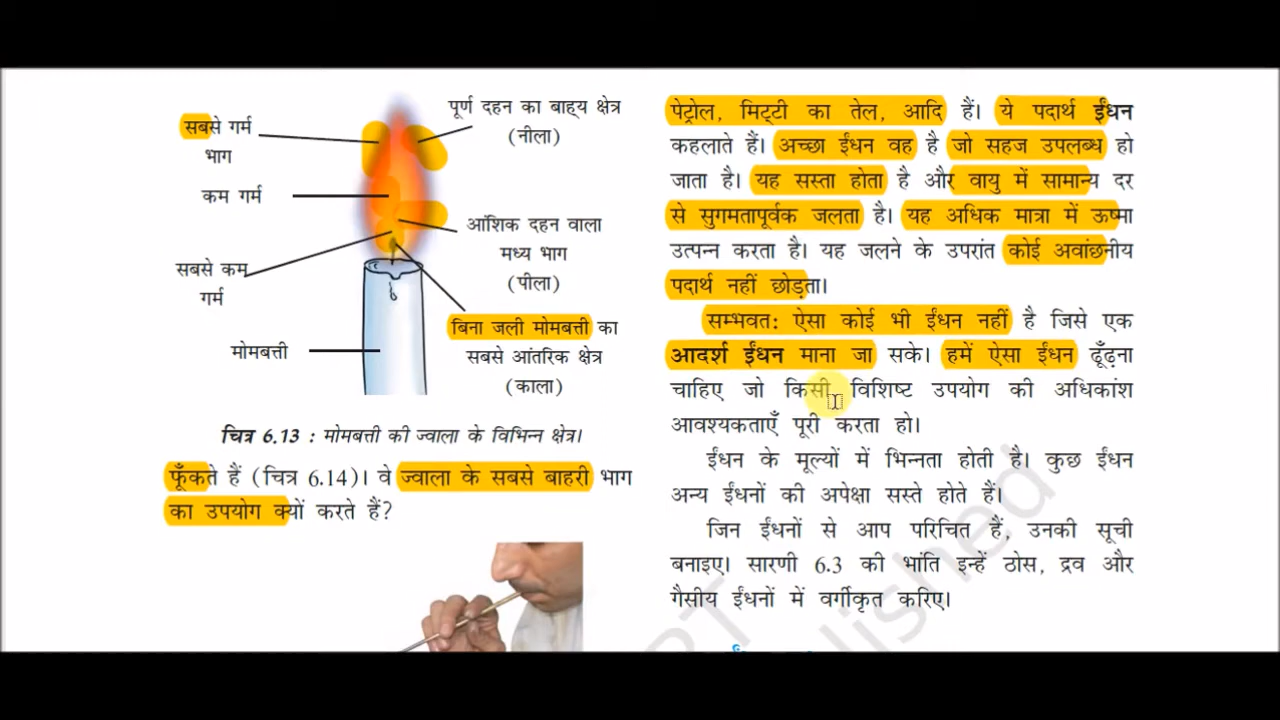 सबसे गर्म
भाग
कम गर्म
सबसे कम
गर्म
मोमबत्ती
पूर्ण दहन का बाह्य क्षेत्र
(नीला)
आंशिक दहन वाला
मध्य भाग
(पीला)
बिना जली मोमबत्ती का
सबसे आंतरिक क्षेत्र
(काला)
चित्र 6.13 : मोमबत्ती की ज्वाला के विभिन्न क्षेत्र।
फूँकते हैं (चित्र 6.14)। वे ज्वाला के सबसे बाहरी भाग
का उपयोग क्यों करते हैं?
पेट्रोल, मिट्टी का तेल, आदि हैं। ये पदार्थ ईंधन
कहलाते हैं। अच्छा ईंधन वह है जो सहज उपलब्ध हो
जाता है। यह सस्ता होता है और वायु में सामान्य दर
से सुगमतापूर्वक जलता है। यह अधिक मात्रा में ऊष्मा
उत्पन्न करता है। यह जलने के उपरांत कोई अवांछनीय
पदार्थ नहीं छोड़ता।
सम्भवत: ऐसा कोई भी ईंधन नहीं है जिसे एक
आदर्श ईंधन माना जा सके। हमें ऐसा ईंधन ढूँढ़ना
चाहिए जो किसी विशिष्ट उपयोग की अधिकांश
आवश्यकताएँ पूरी करता हो।
ईंधन के मूल्यों में भिन्नता होती है। कुछ ईंधन
अन्य ईंधनों की अपेक्षा सस्ते होते हैं।
जिन ईंधनों से आप परिचित हैं, उनकी सूची
बनाइए। सारणी 6.3 की भांति इन्हें ठोस, द्रव और
गैसीय ईंधनों में वर्गीकृत करिए।